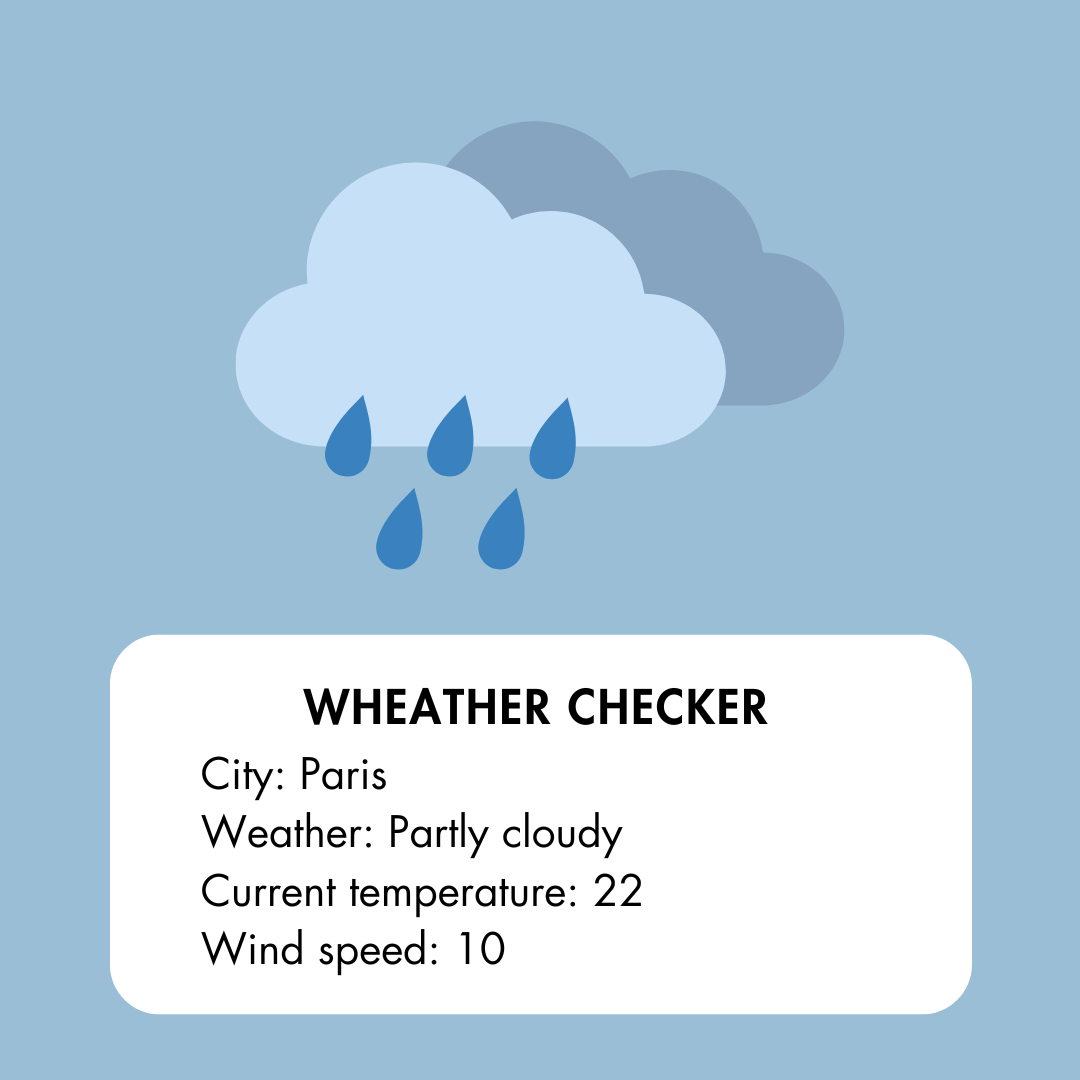 WHEATHER CHECKER
City: Paris
Weather: Partly cloudy
Current temperature: 22
Wind speed: 10